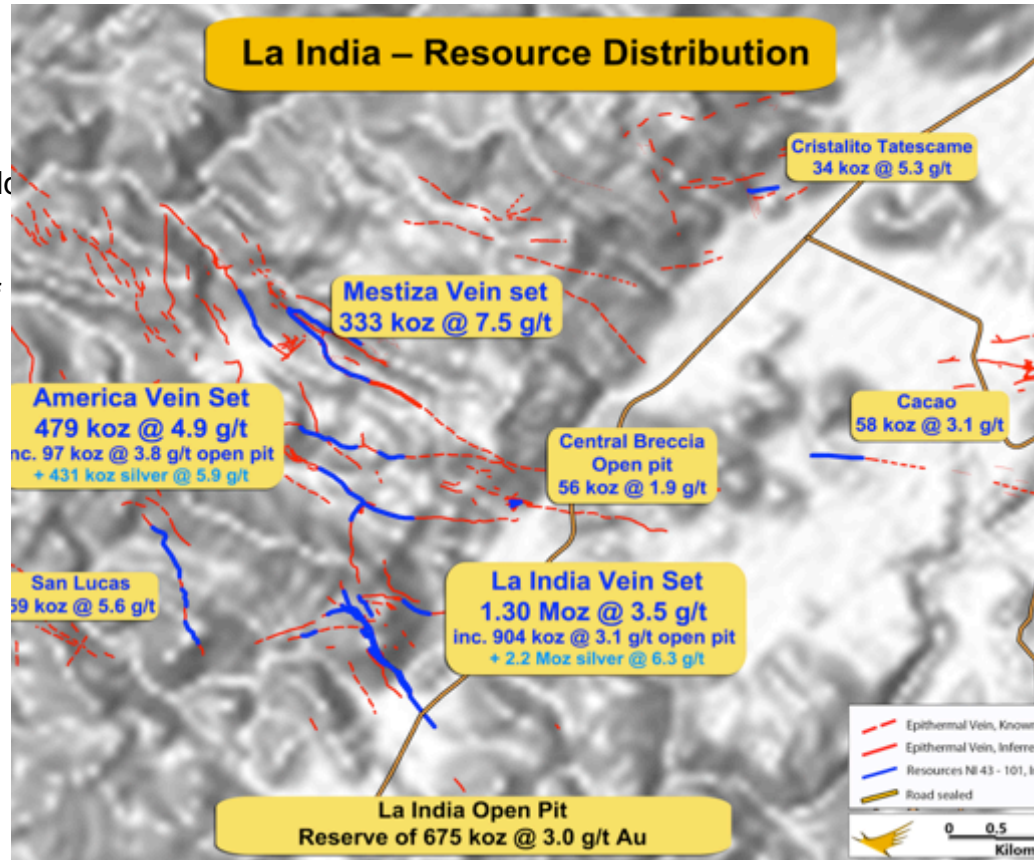 La India – Resource Distribution
Cristalito Tatescame
34 koz @ 5.3 g/t
Mestiza Vein set
333 koz @ 7.5 g/t
America Vein Set
479 koz @ 4.9 g/t
nc. 97 koz @ 3.8 g/t open pit
+ 431 koz silver @ 5.9 g/t
Cacao
58 koz @ 3.1 g/t
Central Breccia
Open pit
56 koz @ 1.9 g/t
San Lucas
59 koz @ 5.6 g/t
La India Vein Set
1.30 Moz @ 3.5 g/t
inc. 904 koz @ 3.1 g/t open pit
+ 2.2 Moz silver @ 6.3 g/t
Epithermal Vein, Known
Epithermal Vein, Inferre
Resources NI 43 - 101, I
Road sealed
0 0.5
Kilom
La India Open Pit
Reserve of 675 koz @ 3.0 g/t Au